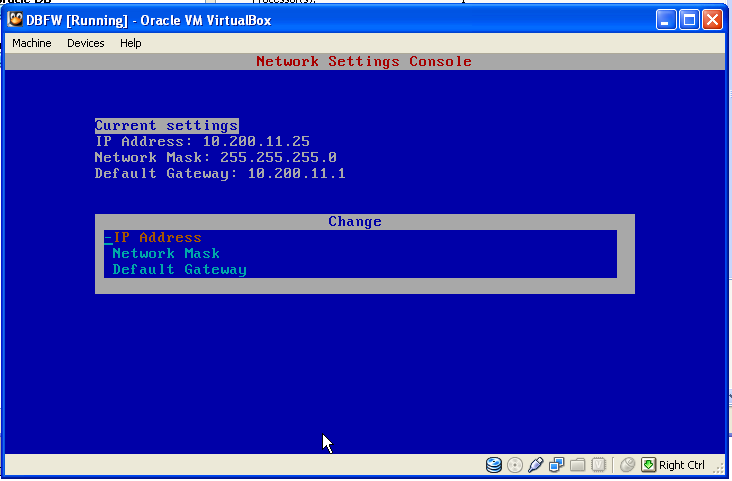 DBFW [Running] - Oracle VM VirtualBox
Machine Devices Help
Network Settings Console
Current settings
IP Address: 10.200.11.25
Network Mask: 255.255.255.0
Default Gateway: 10.200.11.1
Change
-IP Address
Network Mask
Default Gateway
Right Ctrl